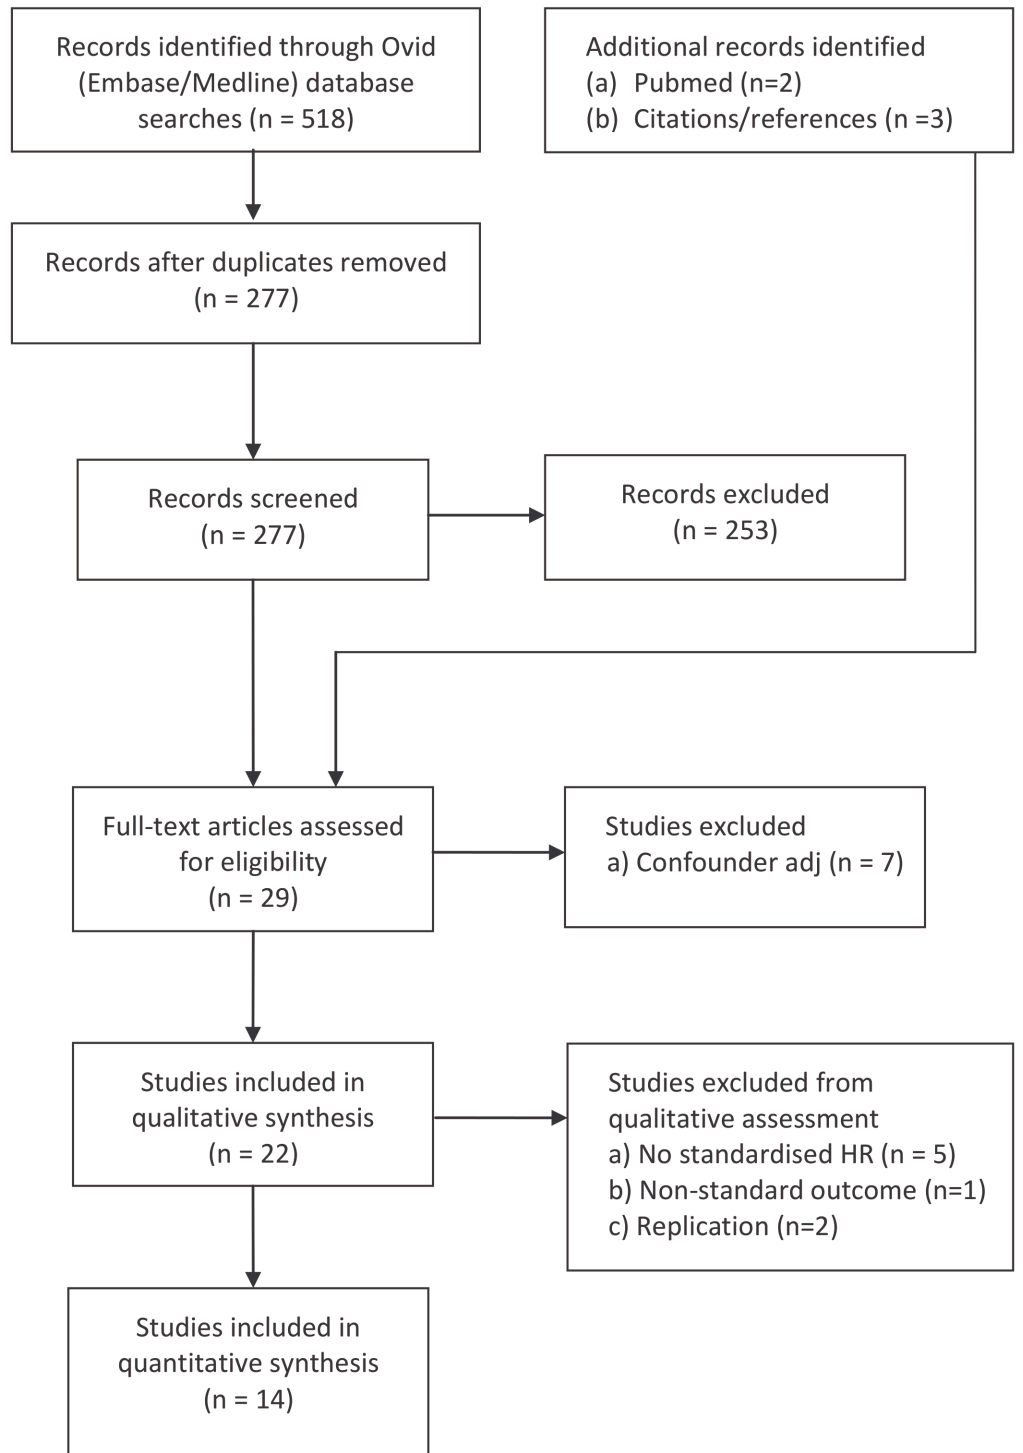 Records identified through Ovid
(Embase/Medline) database
searches (n = 518)
Additional records identified
(a) Pubmed (n=2)
(b) Citations/references (n =3)
Records after duplicates removed
(n = 277)
Records screened
(n = 277)
Records excluded
(n = 253)
Full-text articles assessed
for eligibility
(n = 29)
Studies excluded
a) Confounder adj (n = 7)
Studies included in
qualitative synthesis
(n = 22)
Studies excluded from
qualitative assessment
a) No standardised HR (n = 5)
b) Non-standard outcome (n=1)
c) Replication (n=2)
Studies included in
quantitative synthesis
(n = 14)